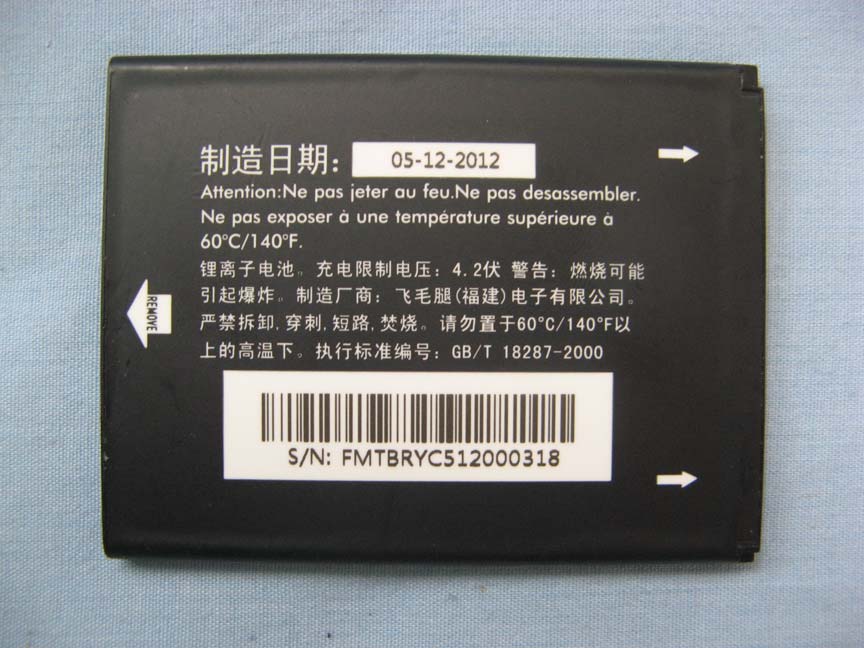 制造日期: 05-12-2012
Attention:Ne pas jeter au feu.Ne pas desassembler.
Ne pas exposer à une température supérieure à
60°C/140°F.
锂离子电池。充电限制电压: 4.2伏 警告: 燃烧可能
引起爆炸。制造厂商: 飞毛腿(福建)电子有限公司。
严禁拆卸,穿刺,短路,焚烧。请勿置于60°C/140°F以
上的高温下。执行标准编号: GB/T 18287-2000
REMOVE
S/N: FMTBRYC512000318